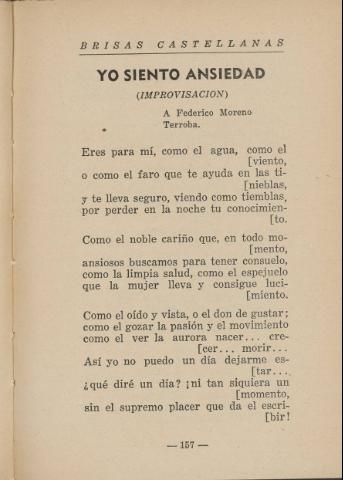 BRISAS CASTELLANAS
YO SIENTO ANSIEDAD
(IMPROVISACION)
A Federico Moreno
Terroba.
Eres para mí, como el agua, como el
[viento,
o como el faro que te ayuda en las ti-
[nieblas,
y te lleva seguro, viendo como tiemblas,
por perder en la noche tu conocimien-
[to.
Como el noble cariño que, en todo mo-
[mento,
ansiosos buscamos para tener consuelo,
como la limpia salud, como el espejuelo
que la mujer lleva y consigue luci-
[miento.
Como el oído y vista, o el don de gustar;
como el gozar la pasión y el movimiento
como el ver la aurora nacer... cre-
[cer... morir...
Así yo no puedo un día dejarme es-
[tar...
¿qué diré un día? ¡ni tan siquiera un
[momento,
sin el supremo placer que da el escri-
[bir!
— 157 —